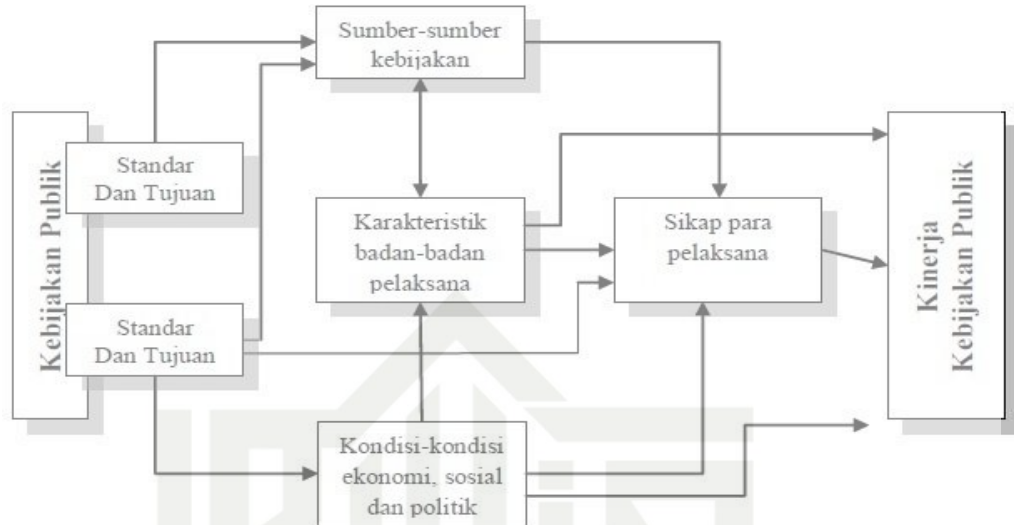 Sumber-sumber
kebijakan
Kebijakan Publik
Standar
Dan Tujuan
Karakteristik
badan-badan
pelaksana
Sikap para
pelaksana
Kinerja
Kebijakan Publik
Standar
Dan Tujuan
Kondisi-kondisi
ekonomi, sosial
dan politik